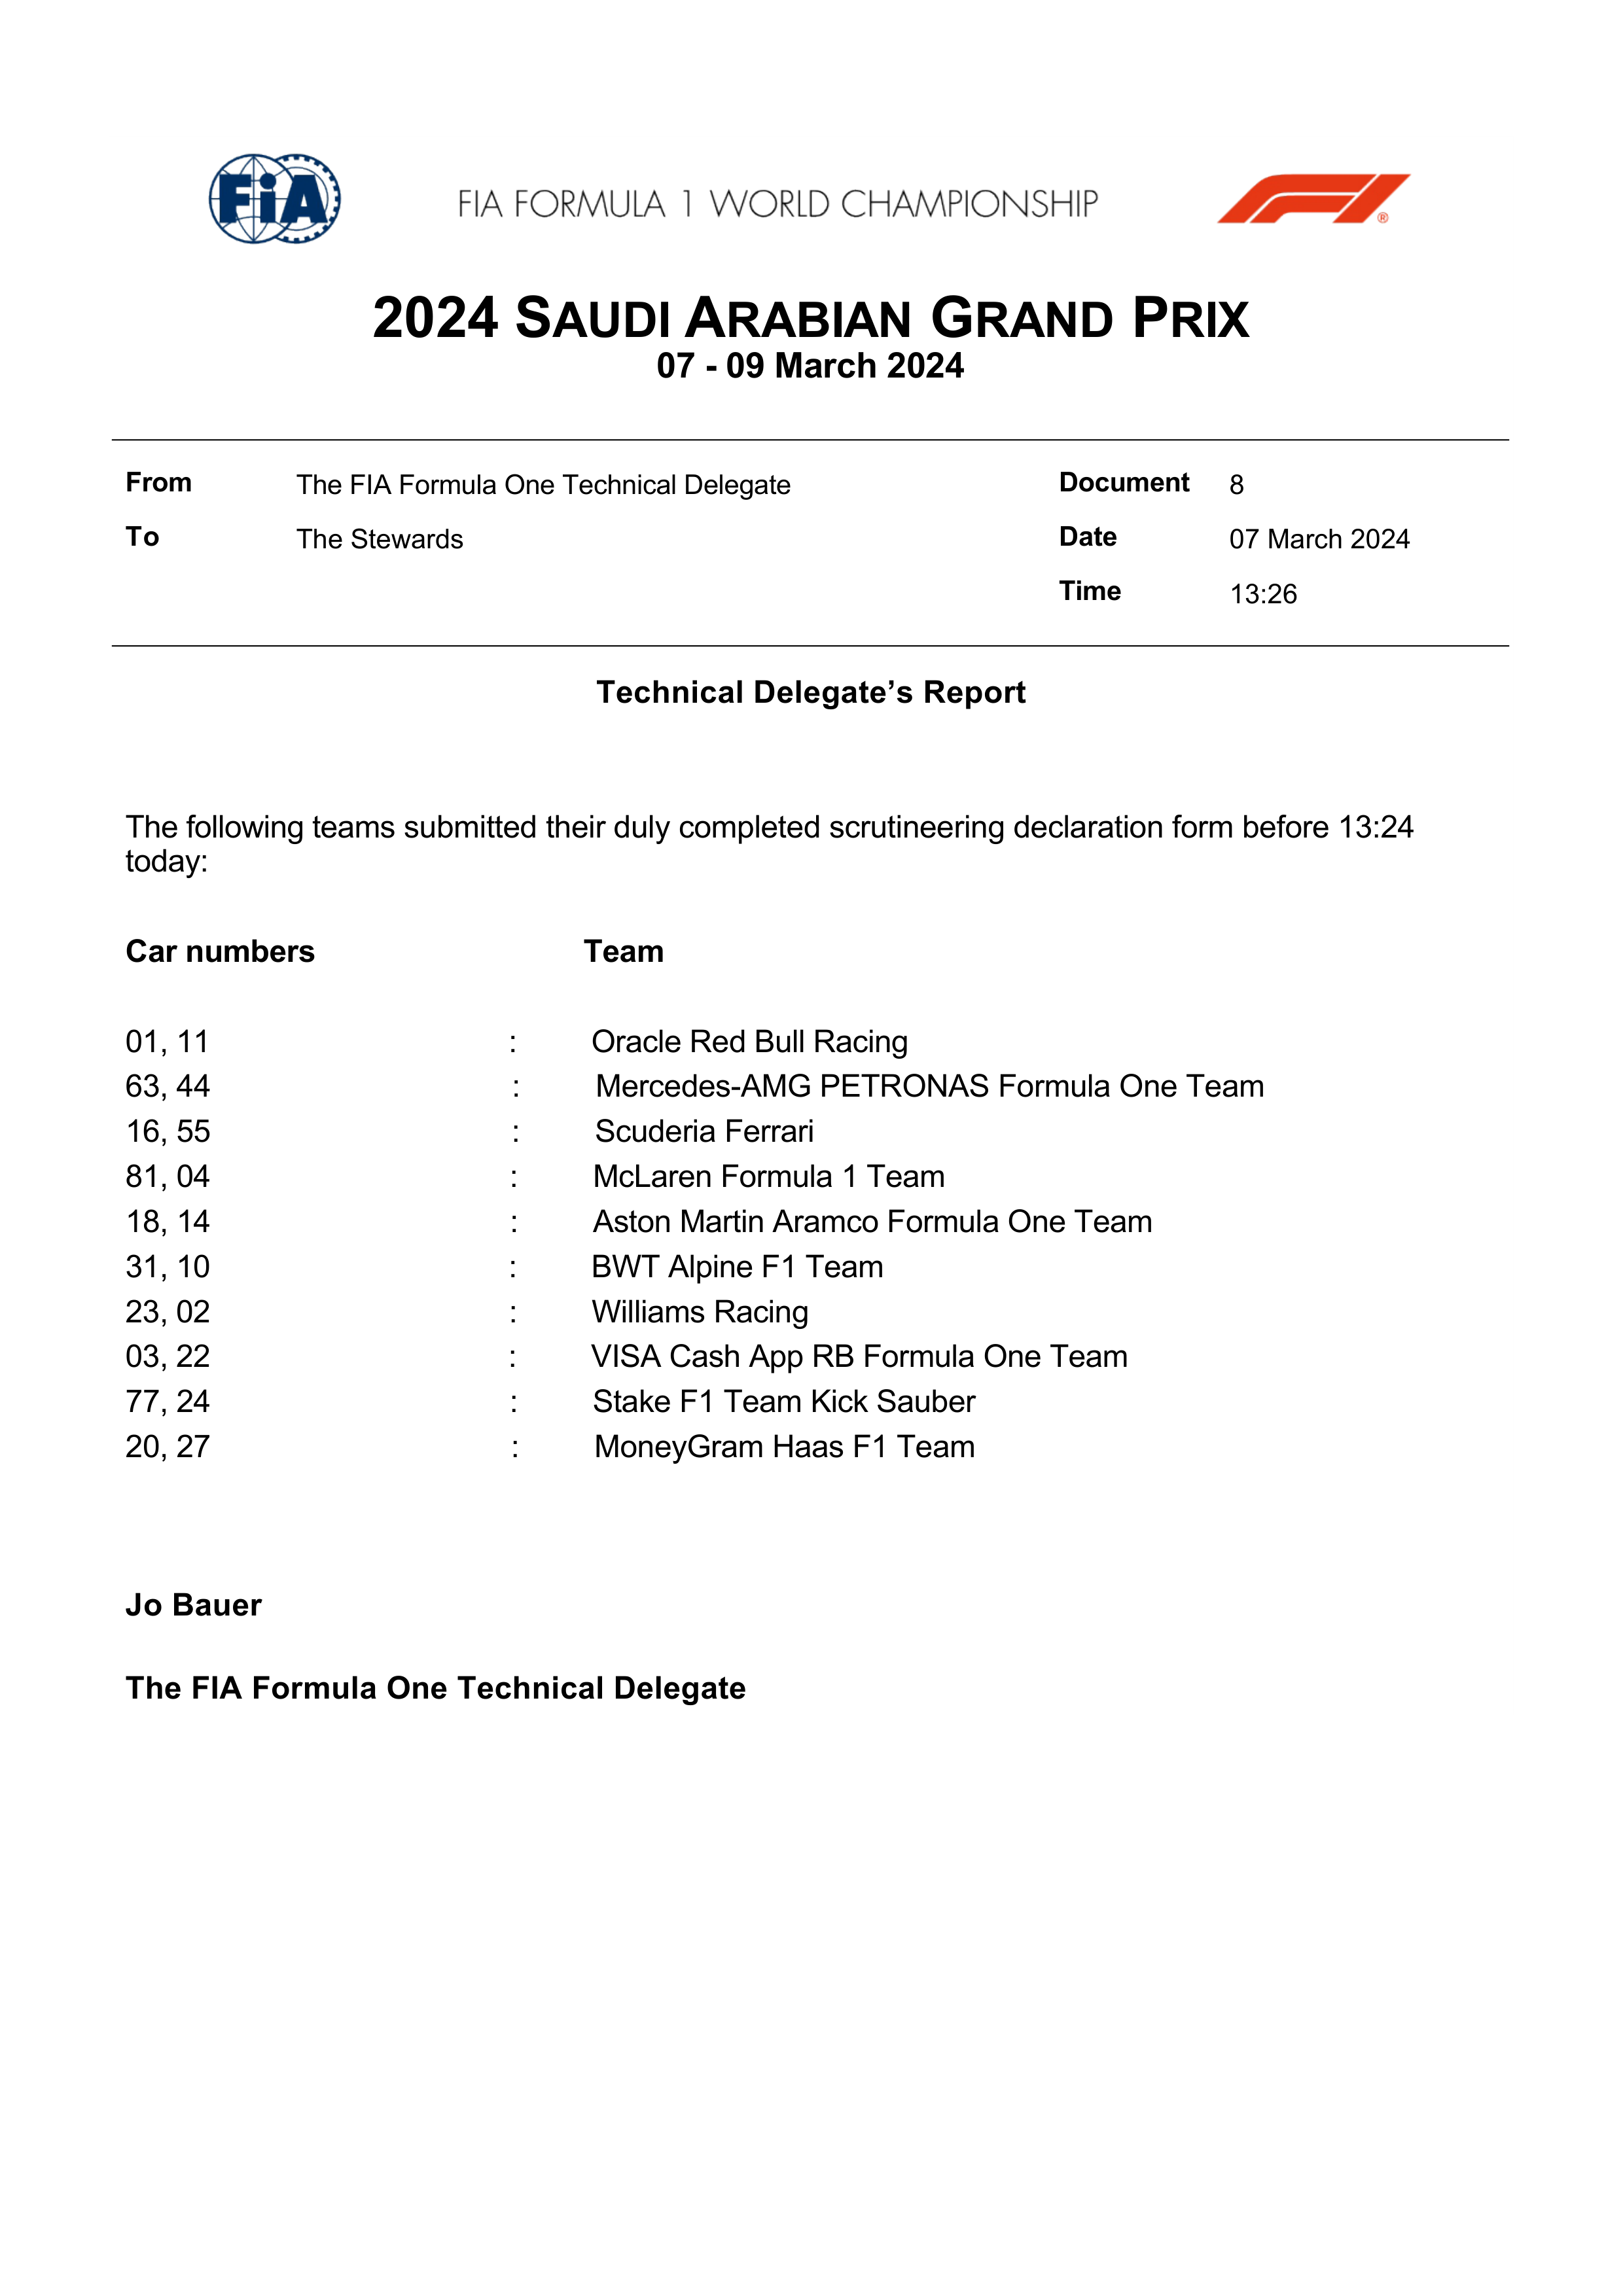 FiA
FIA FORMULA 1 WORLD CHAMPIONSHIP
F1®
2024 SAUDI ARABIAN GRAND PRIX
07 - 09 March 2024
From The FIA Formula One Technical Delegate Document 8
To The Stewards Date 07 March 2024
Time 13:26
Technical Delegate’s Report
The following teams submitted their duly completed scrutineering declaration form before 13:24
today:
Car numbers Team
01, 11 : Oracle Red Bull Racing
63, 44 : Mercedes-AMG PETRONAS Formula One Team
16, 55 : Scuderia Ferrari
81, 04 : McLaren Formula 1 Team
18, 14 : Aston Martin Aramco Formula One Team
31, 10 : BWT Alpine F1 Team
23, 02 : Williams Racing
03, 22 : VISA Cash App RB Formula One Team
77, 24 : Stake F1 Team Kick Sauber
20, 27 : MoneyGram Haas F1 Team
Jo Bauer
The FIA Formula One Technical Delegate